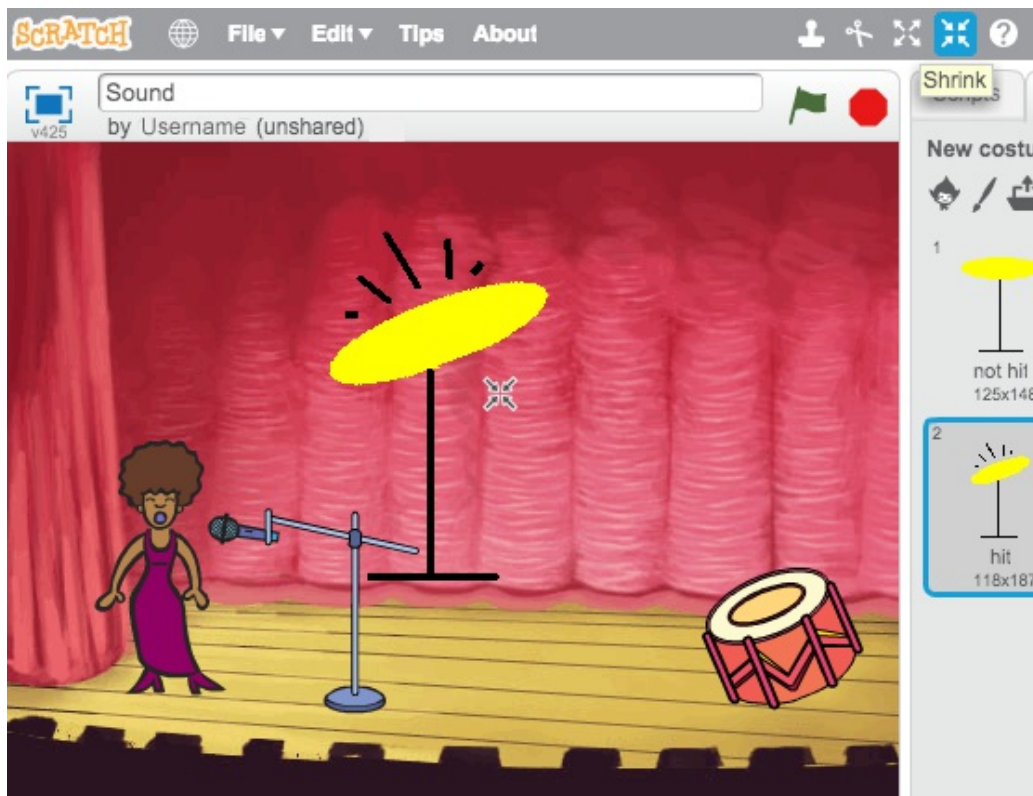 SCRATCH File Edit Tips About
Shrink
Scripts
Sound
v425
by Username (unshared)
New costu
1
not hit
125x148
2
hit
118x187